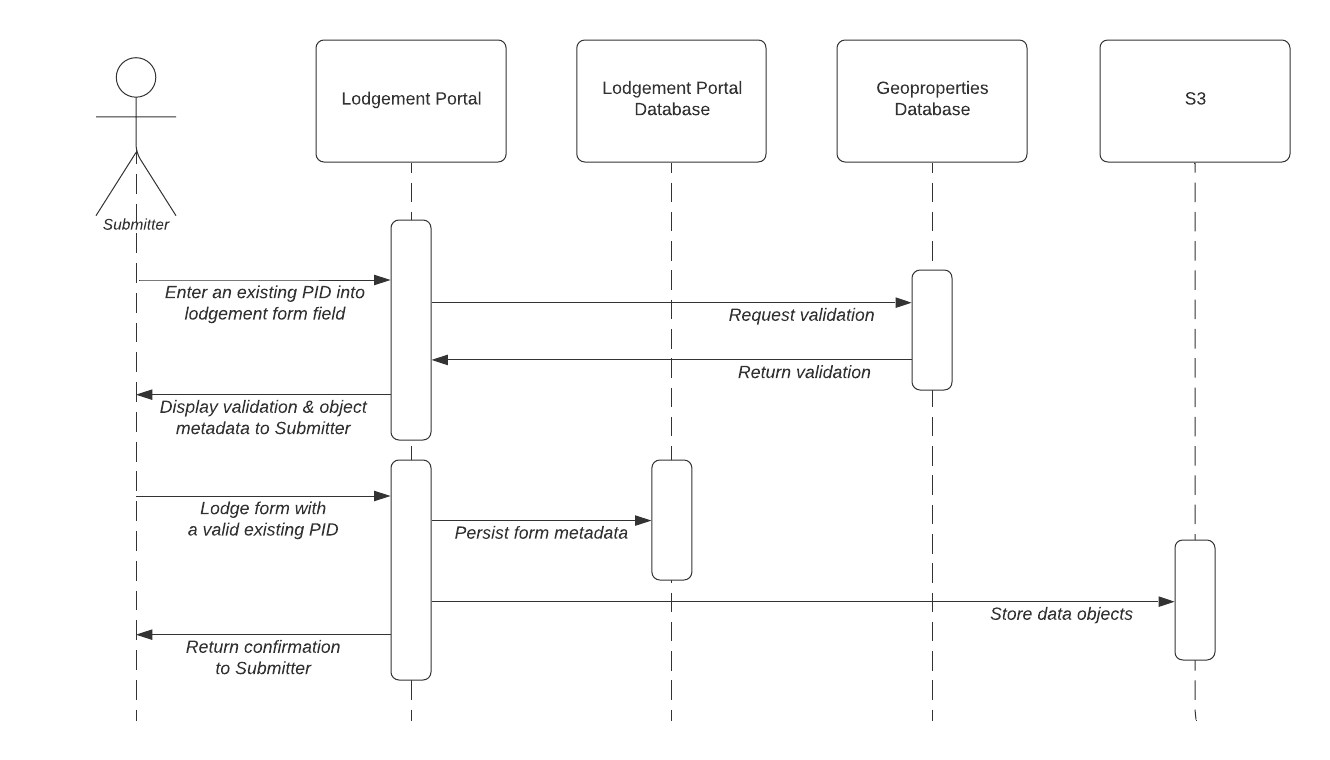 Lodgement Portal
Lodgement Portal
Database
Geoproperties
Database
S3
Submitter
Enter an existing PID into
lodgement form field
Request validation
Return validation
Display validation & object
metadata to Submitter
Lodge form with
a valid existing PID
Persist form metadata
Store data objects
Return confirmation
to Submitter